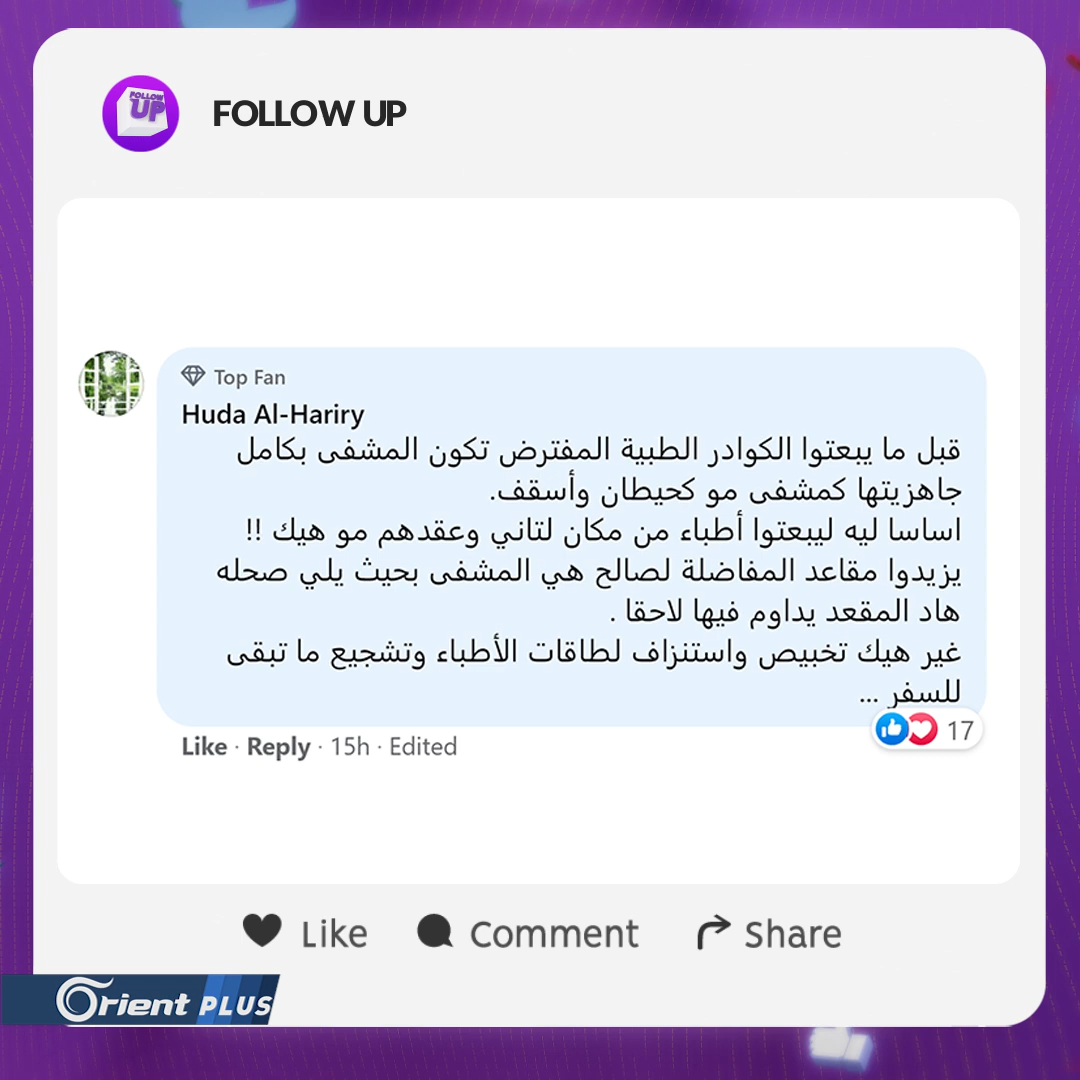 FOLLOW UP
FOLLOW UP
Top Fan
Huda Al-Hariry
قبل ما يبعتوا الكوادر الطبية المفترض تكون المشفى بكامل
جاهزيتها كمشفى مو كحيطان وأسقف.
اساسا ليه ليبعتوا أطباء من مكان لتاني وعقدهم مو هيك !!
يزيدوا مقاعد المفاضلة لصالح هي المشفى بحيث يلي صحله
هاد المقعد يداوم فيها لاحقا .
غير هيك تخبيص واستنزاف لطاقات الأطباء وتشجيع ما تبقى
للسفر ...
17
Like · Reply · 15h · Edited
Like Comment Share
Orient PLUS